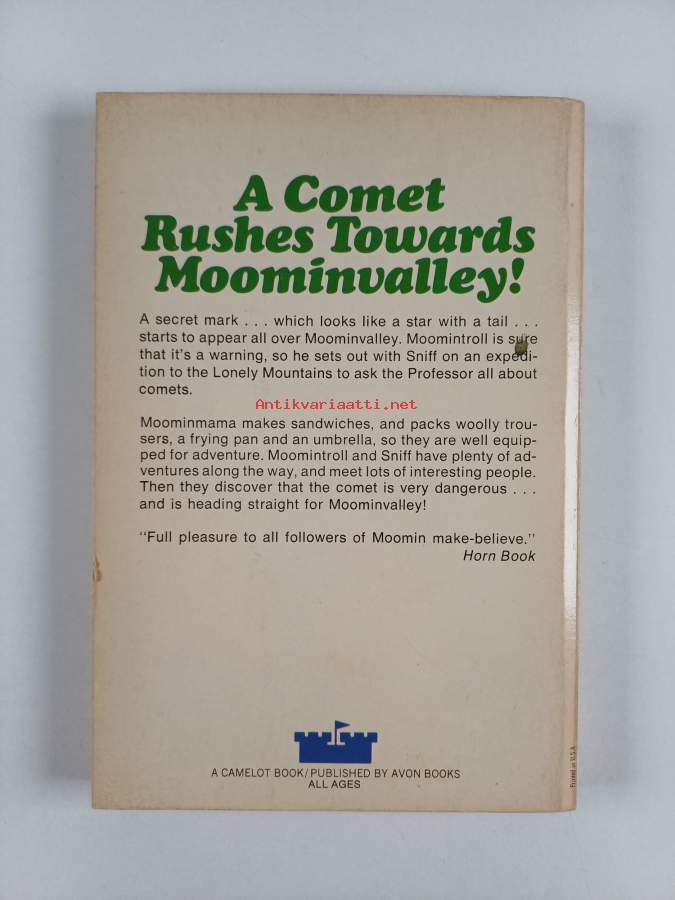 A Comet
Rushes Towards
Moominvalley!
A secret mark . . . which looks like a star with a tail . . .
starts to appear all over Moominvalley. Moomintroll is sure
that it's a warning, so he sets out with Sniff on an expedi-
tion to the Lonely Mountains to ask the Professor all about
comets.
Antikvariaatti.net
Moominmama makes sandwiches, and packs woolly trou-
sers, a frying pan and an umbrella, so they are well equip-
ped for adventure. Moomintroll and Sniff have plenty of ad-
ventures along the way, and meet lots of interesting people.
Then they discover that the comet is very dangerous . . .
and is heading straight for Moominvalley!
"Full pleasure to all followers of Moomin make-believe."
Horn Book
A CAMELOT BOOK/PUBLISHED BY AVON BOOKS
ALL AGES
Printed in U.S.A.